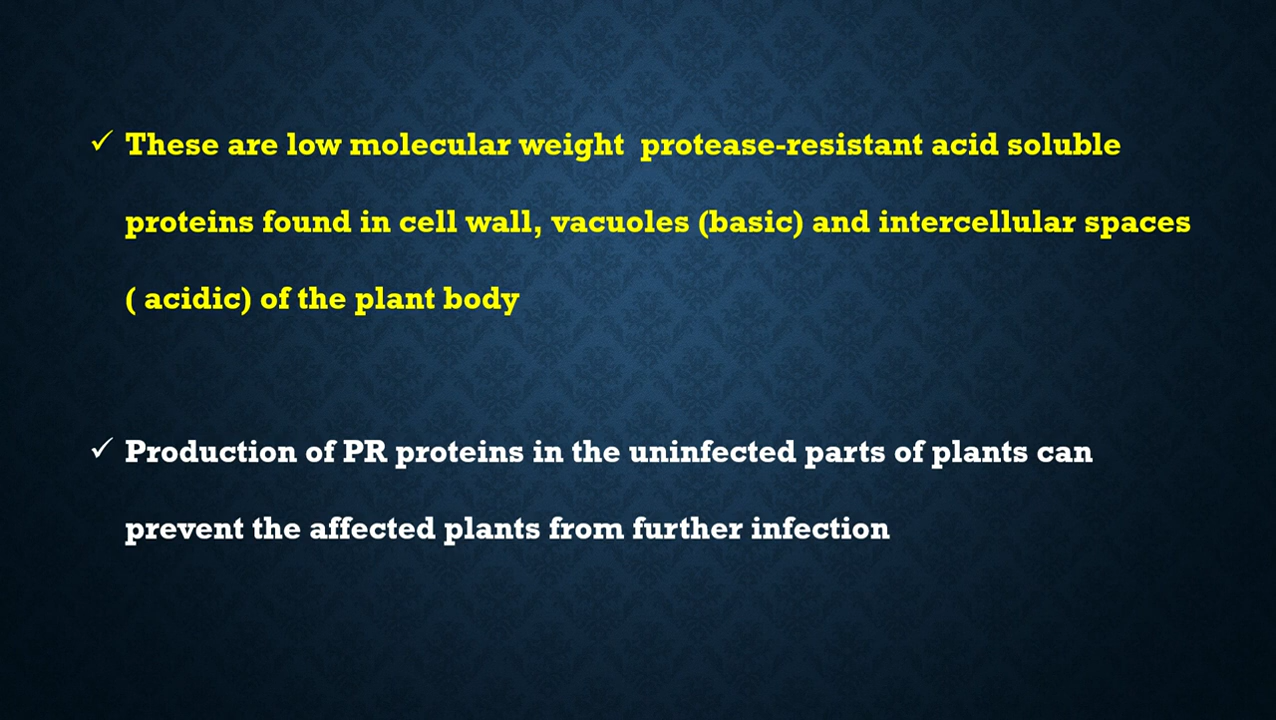 ✓ These are low molecular weight  protease-resistant acid soluble
proteins found in cell wall, vacuoles (basic) and intercellular spaces
( acidic) of the plant body
✓ Production of PR proteins in the uninfected parts of plants can
prevent the affected plants from further infection